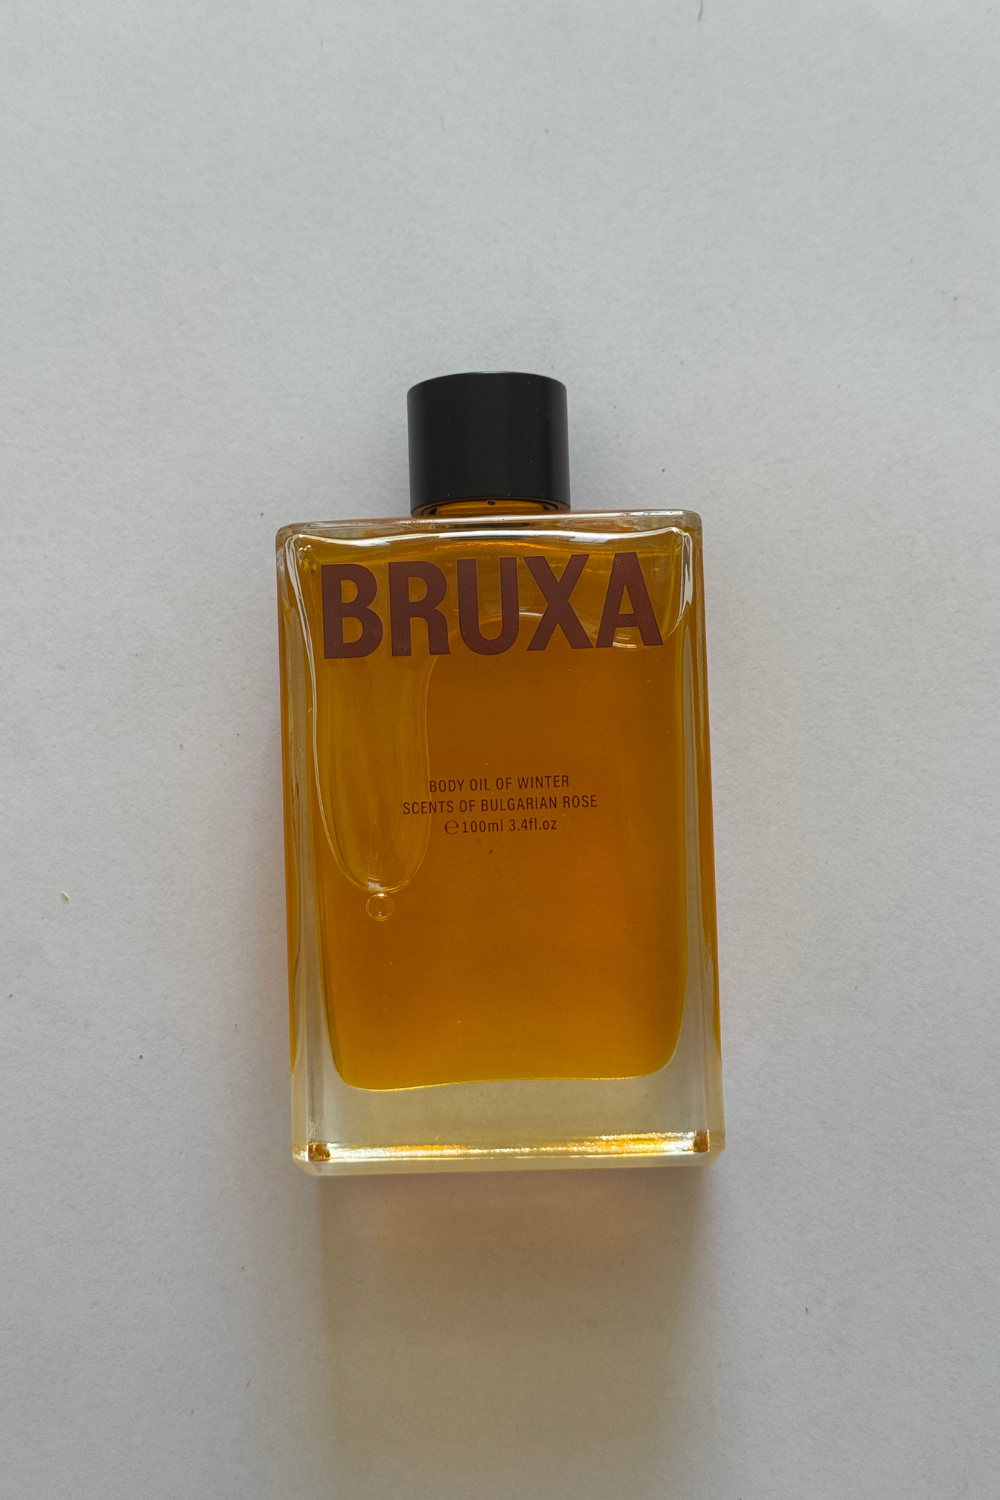 BRUXA
BODY OIL OF WINTER
SCENTS OF BULGARIAN ROSE
℮100ml 3.4fl.oz